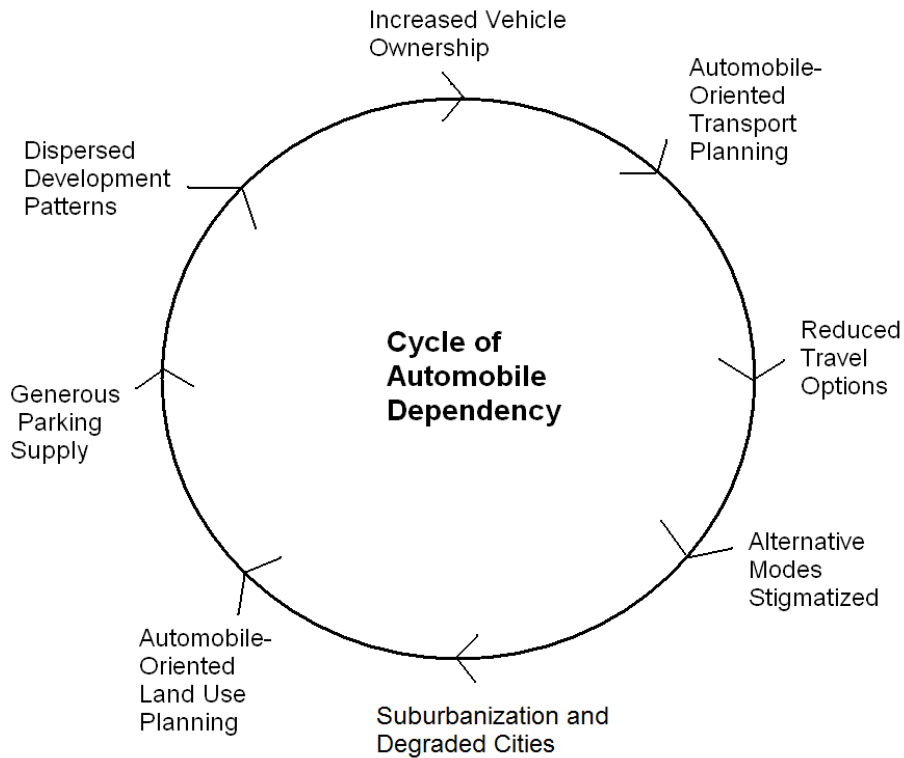 Increased Vehicle
Ownership
Automobile-
Oriented
Transport
Planning
Reduced
Travel
Options
Alternative
Modes
Stigmatized
Suburbanization and
Degraded Cities
Automobile-
Oriented
Land Use
Planning
Generous
Parking
Supply
Dispersed
Development
Patterns
Cycle of
Automobile
Dependency